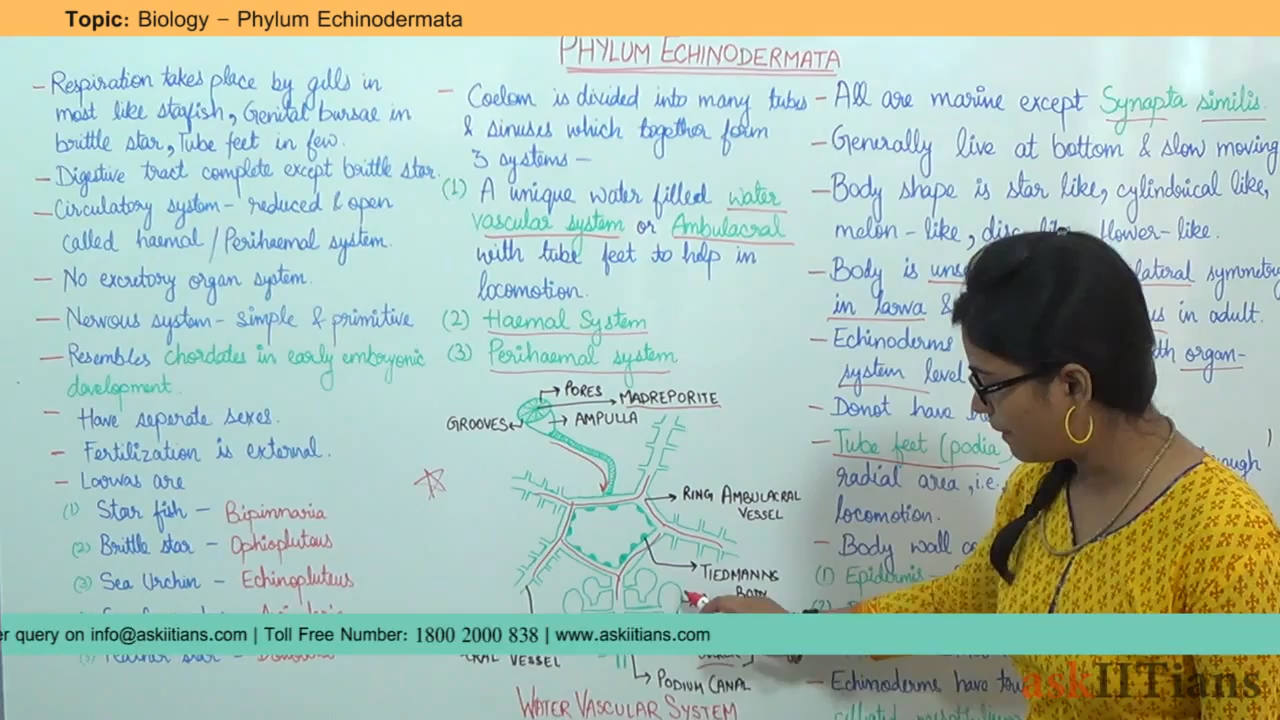 Topic: Biology – Phylum Echinodermata
PHYLUM ECHINODERMATA
– Respiration takes place by gills in
most like starfish, Genital bursae in
brittle star, Tube feet in few.
– Digestive tract complete except brittle star.
– Circulatory system – reduced & open
called haemal / Perihaemal system.
– No excretory organ system.
– Nervous system – simple & primitive
– Resembles chordates in early embryonic
development.
– Have seperate sexes.
– Fertilization is external.
– Larvas are
(1) Star fish – Bipinnaria
(2) Brittle star – Ophioplutous
(3) Sea Urchin – Echinopluteus
– Coelom is divided into many tubes
& sinuses which together form
3 systems –
(1) A unique water filled water
vascular system or Ambulacral
with tube feet to help in
locomotion.
(2) Haemal System
(3) Perihaemal system
PORES
MADREPORITE
GROOVES
AMPULLA
RING AMBULACRAL
VESSEL
TIEDMANNS
BODY
RAL VESSEL
PODIUM CANAL
WATER VASCULAR SYSTEM
– All are marine except Synapta similis.
– Generally live at bottom & slow moving
– Body shape is star like, cylindrical like,
melon-like, flower-like.
– Body is lateral symmetry
in larva & in adult.
– Echinoderms organ-
system level
– Donot have
– Tube feet (podia)
radial area, i.e.,
locomotion.
– Body wall
(1) Epidermis –
– Echinoderms have
er query on info@askiitians.com | Toll Free Number: 1800 2000 838 | www.askiitians.com
askIITians